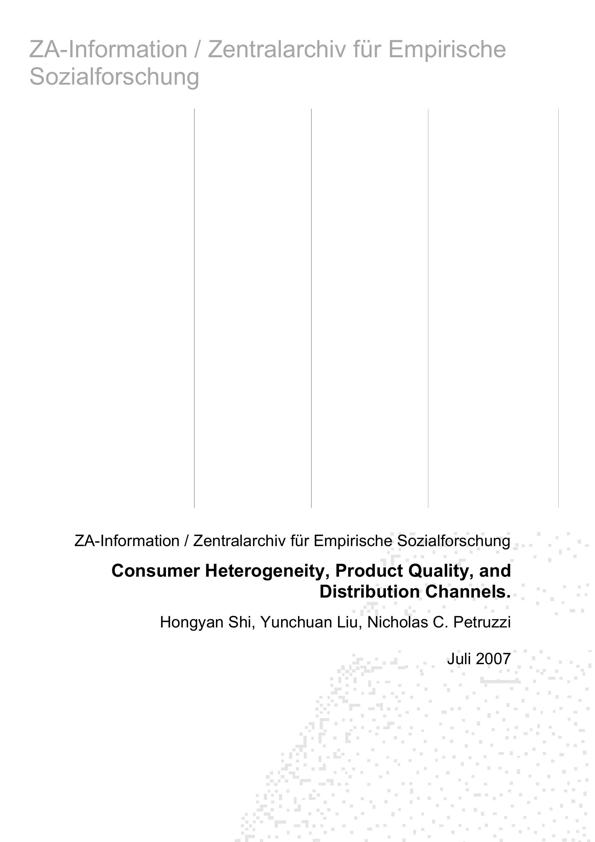 ZA-Information / Zentralarchiv für Empirische
Sozialforschung
ZA-Information / Zentralarchiv für Empirische Sozialforschung
Consumer Heterogeneity, Product Quality, and
Distribution Channels.
Hongyan Shi, Yunchuan Liu, Nicholas C. Petruzzi
Juli 2007